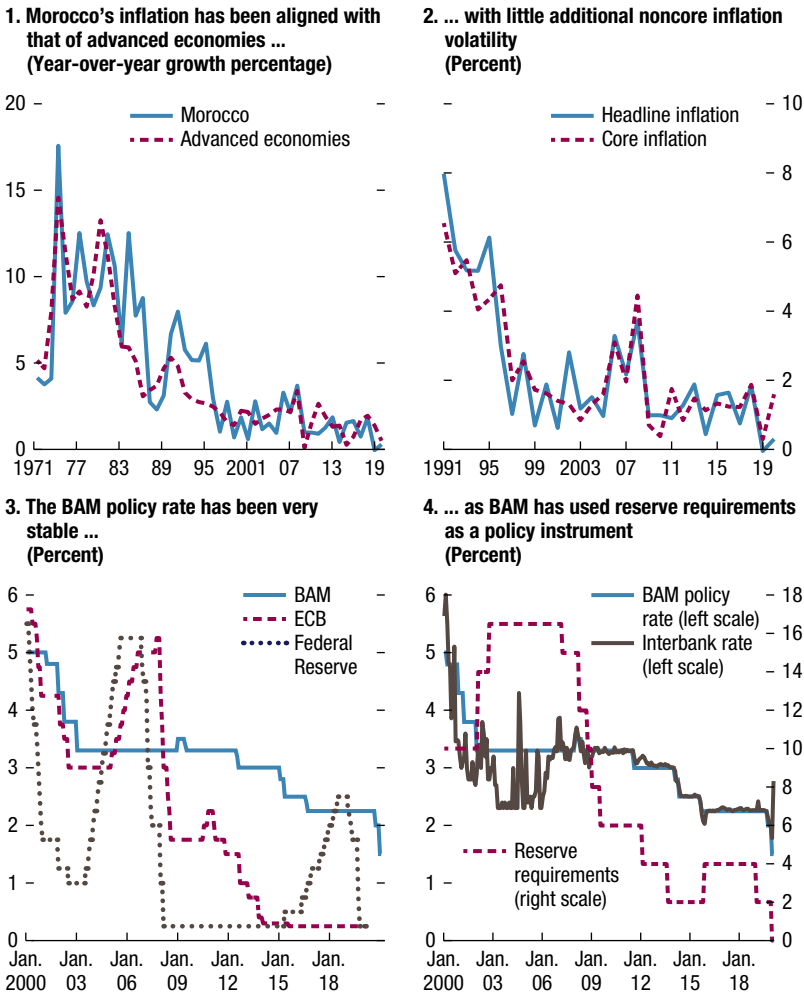 1. Morocco's inflation has been aligned with
that of advanced economies ...
(Year-over-year growth percentage)
20
15
10
5
0
Morocco
Advanced economies
1971 77 83 89 95 2001 07 13 19
2. ... with little additional noncore inflation
volatility
(Percent)
10
8
6
4
2
0
Headline inflation
Core inflation
1991 95 99 2003 07 11 15 19
3. The BAM policy rate has been very
stable ...
(Percent)
6
5
4
3
2
1
0
BAM
ECB
Federal
Reserve
Jan. Jan. Jan. Jan. Jan. Jan. Jan.
2000 03 06 09 12 15 18
4. ... as BAM has used reserve requirements
as a policy instrument
(Percent)
6
5
4
3
2
1
0
BAM policy
rate (left scale)
Interbank rate
(left scale)
Reserve
requirements
(right scale)
18
16
14
12
10
8
6
4
2
0
Jan. Jan. Jan. Jan. Jan. Jan. Jan.
2000 03 06 09 12 15 18